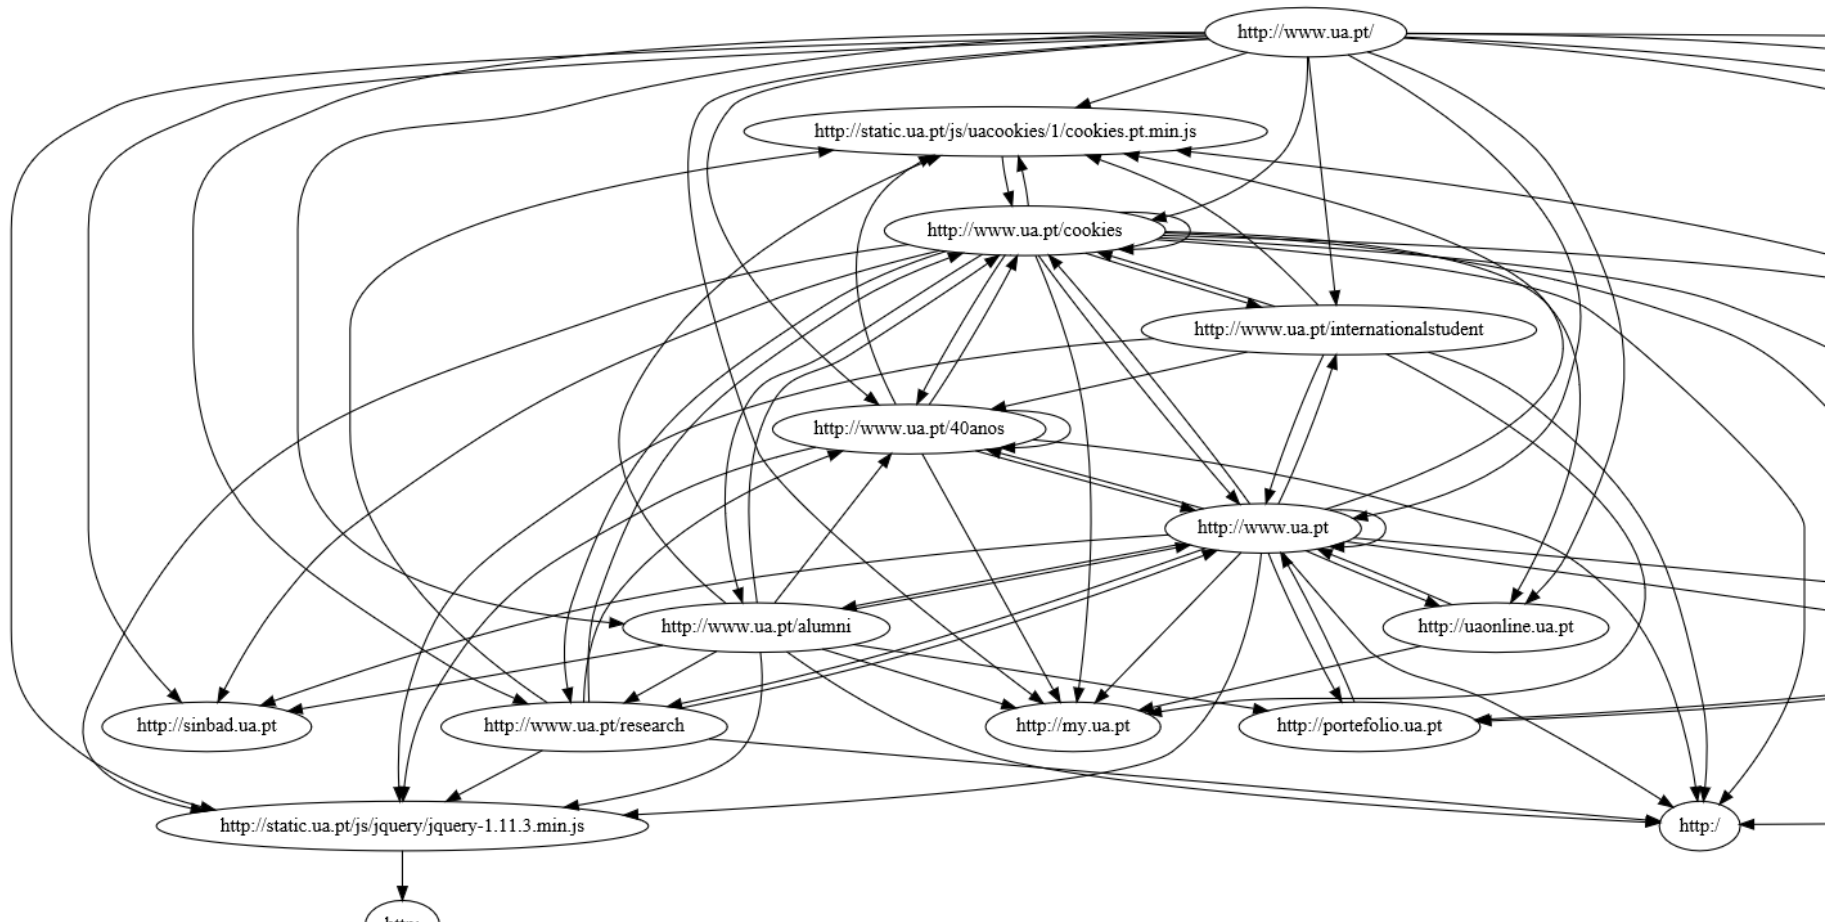 http://www.ua.pt/
http://static.ua.pt/js/uacookies/1/cookies.pt.min.js
http://www.ua.pt/cookies
http://www.ua.pt/internationalstudent
http://www.ua.pt/40anos
http://www.ua.pt
http://www.ua.pt/alumni
http://uaonline.ua.pt
http://sinbad.ua.pt
http://www.ua.pt/research
http://my.ua.pt
http://portefolio.ua.pt
http://static.ua.pt/js/jquery/jquery-1.11.3.min.js
http:/